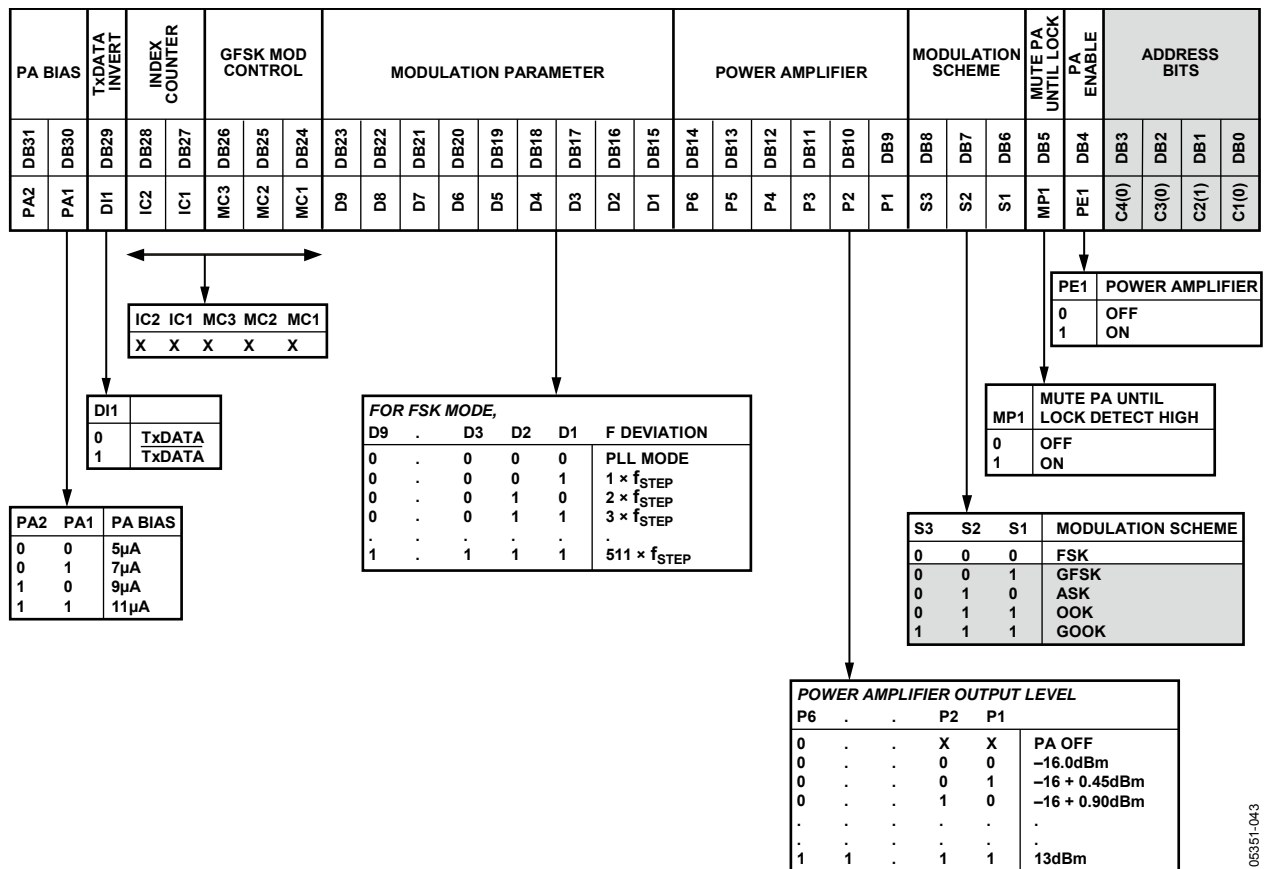 PA BIAS
TxDATA
INVERT
INDEX
COUNTER
GFSK MOD
CONTROL
MODULATION PARAMETER
POWER AMPLIFIER
MODULATION
SCHEME
MUTE PA
UNTIL LOCK
PA
ENABLE
ADDRESS
BITS
DB31 DB30 DB29 DB28 DB27 DB26 DB25 DB24 DB23 DB22 DB21 DB20 DB19 DB18 DB17 DB16 DB15 DB14 DB13 DB12 DB11 DB10 DB9 DB8 DB7 DB6 DB5 DB4 DB3 DB2 DB1 DB0
PA2 PA1 DI1 IC2 IC1 MC3 MC2 MC1 D9 D8 D7 D6 D5 D4 D3 D2 D1 P6 P5 P4 P3 P2 P1 S3 S2 S1 MP1 PE1 C4(0) C3(0) C2(1) C1(0)
PE1 POWER AMPLIFIER
0 OFF
1 ON
IC2 IC1 MC3 MC2 MC1
X X X X X
MP1 MUTE PA UNTIL
LOCK DETECT HIGH
0 OFF
1 ON
DI1
0 TxDATA
1 TxDATA
FOR FSK MODE,
D9 . D3 D2 D1 F DEVIATION
0 . 0 0 0 PLL MODE
0 . 0 0 1 1 × fSTEP
0 . 0 1 0 2 × fSTEP
0 . 0 1 1 3 × fSTEP
. . . . . .
1 . 1 1 1 511 × fSTEP
PA2 PA1 PA BIAS
0 0 5µA
0 1 7µA
1 0 9µA
1 1 11µA
S3 S2 S1 MODULATION SCHEME
0 0 0 FSK
0 0 1 GFSK
0 1 0 ASK
0 1 1 OOK
1 1 1 GOOK
POWER AMPLIFIER OUTPUT LEVEL
P6 . . P2 P1
0 . . X X PA OFF
0 . . 0 0 –16.0dBm
0 . . 0 1 –16 + 0.45dBm
0 . . 1 0 –16 + 0.90dBm
. . . . . .
. . . . . .
1 1 . 1 1 13dBm
05351-043